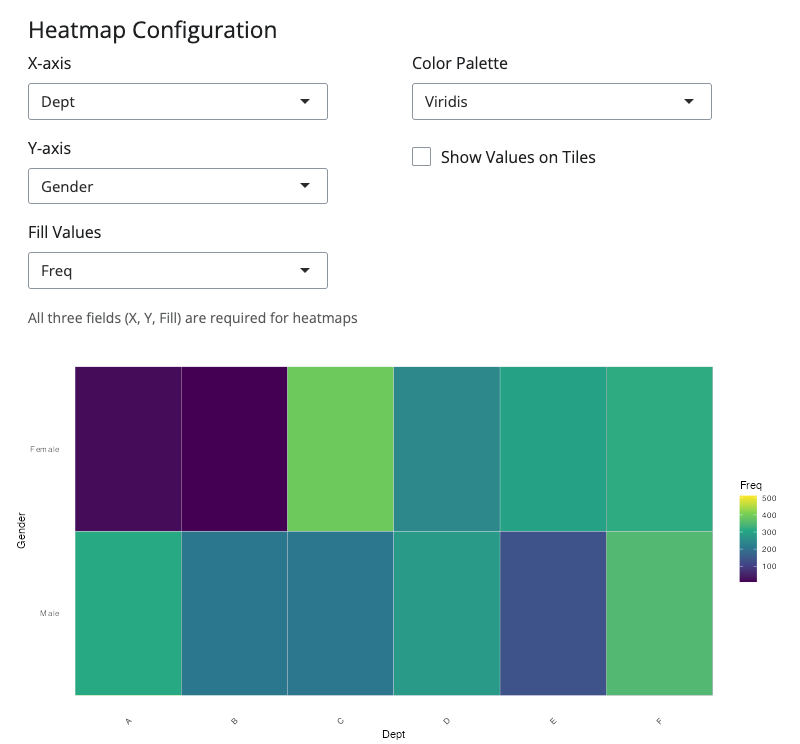 Heatmap Configuration
X-axis
Dept
Y-axis
Gender
Fill Values
Freq
All three fields (X, Y, Fill) are required for heatmaps
Color Palette
Viridis
Show Values on Tiles
Gender
Female
Male
A
B
C
D
E
F
Dept
Freq
500
400
300
200
100